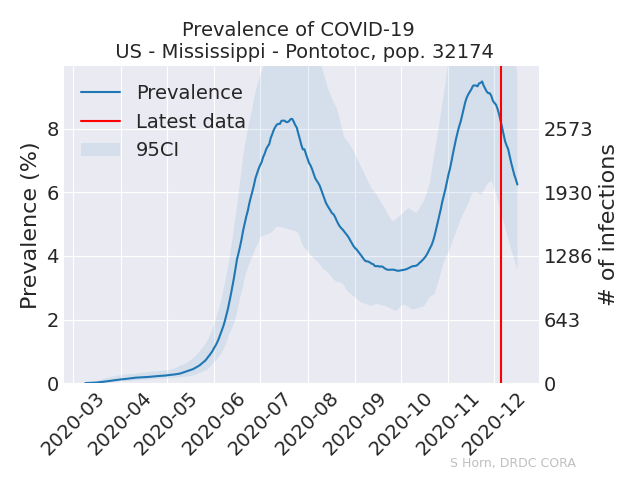 Prevalence of COVID-19
US - Mississippi - Pontotoc, pop. 32174
Prevalence
Latest data
95CI
Prevalence (%)
8
6
4
2
0
2573
1930
1286
643
0
# of infections
2020-03
2020-04
2020-05
2020-06
2020-07
2020-08
2020-09
2020-10
2020-11
2020-12
S Horn, DRDC CORA